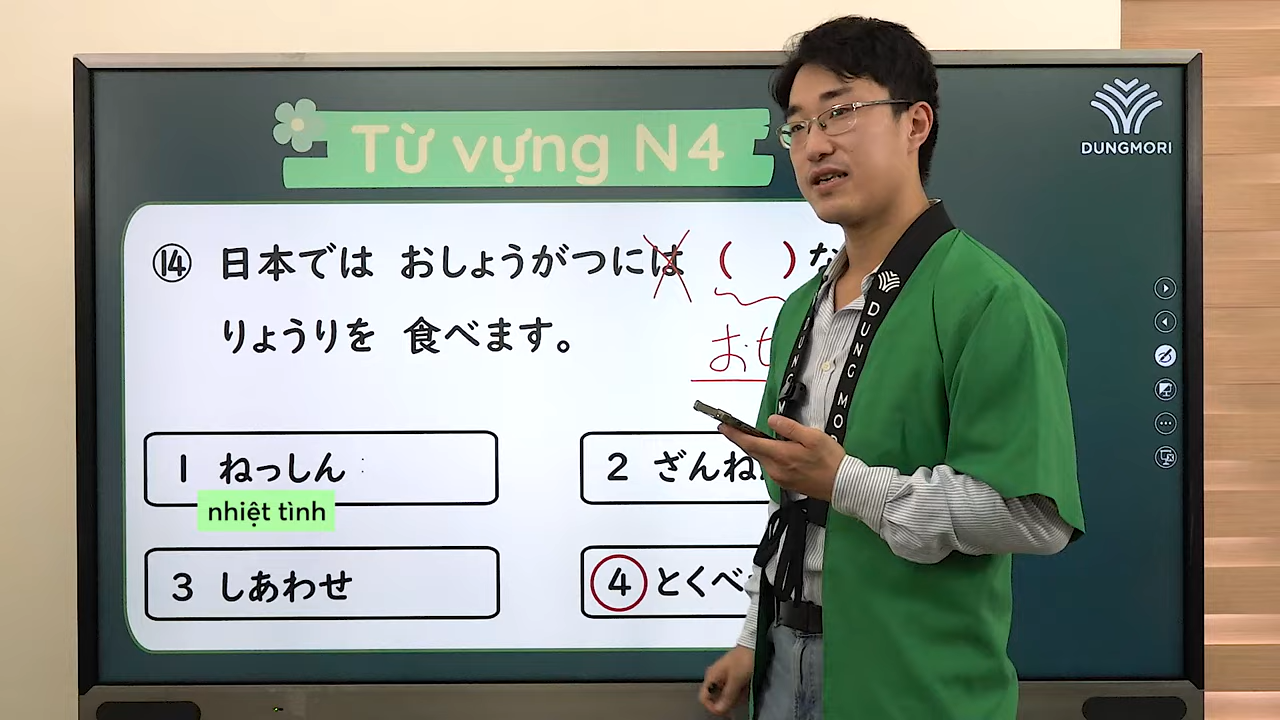 Từ vựng N4
DUNGMORI
⑭ 日本では おしょうがつには ( )
りょうりを 食べます。
1 ねっしん
nhiệt tình
2 ざんね
3 しあわせ
4 とくべ
DUNG MORI